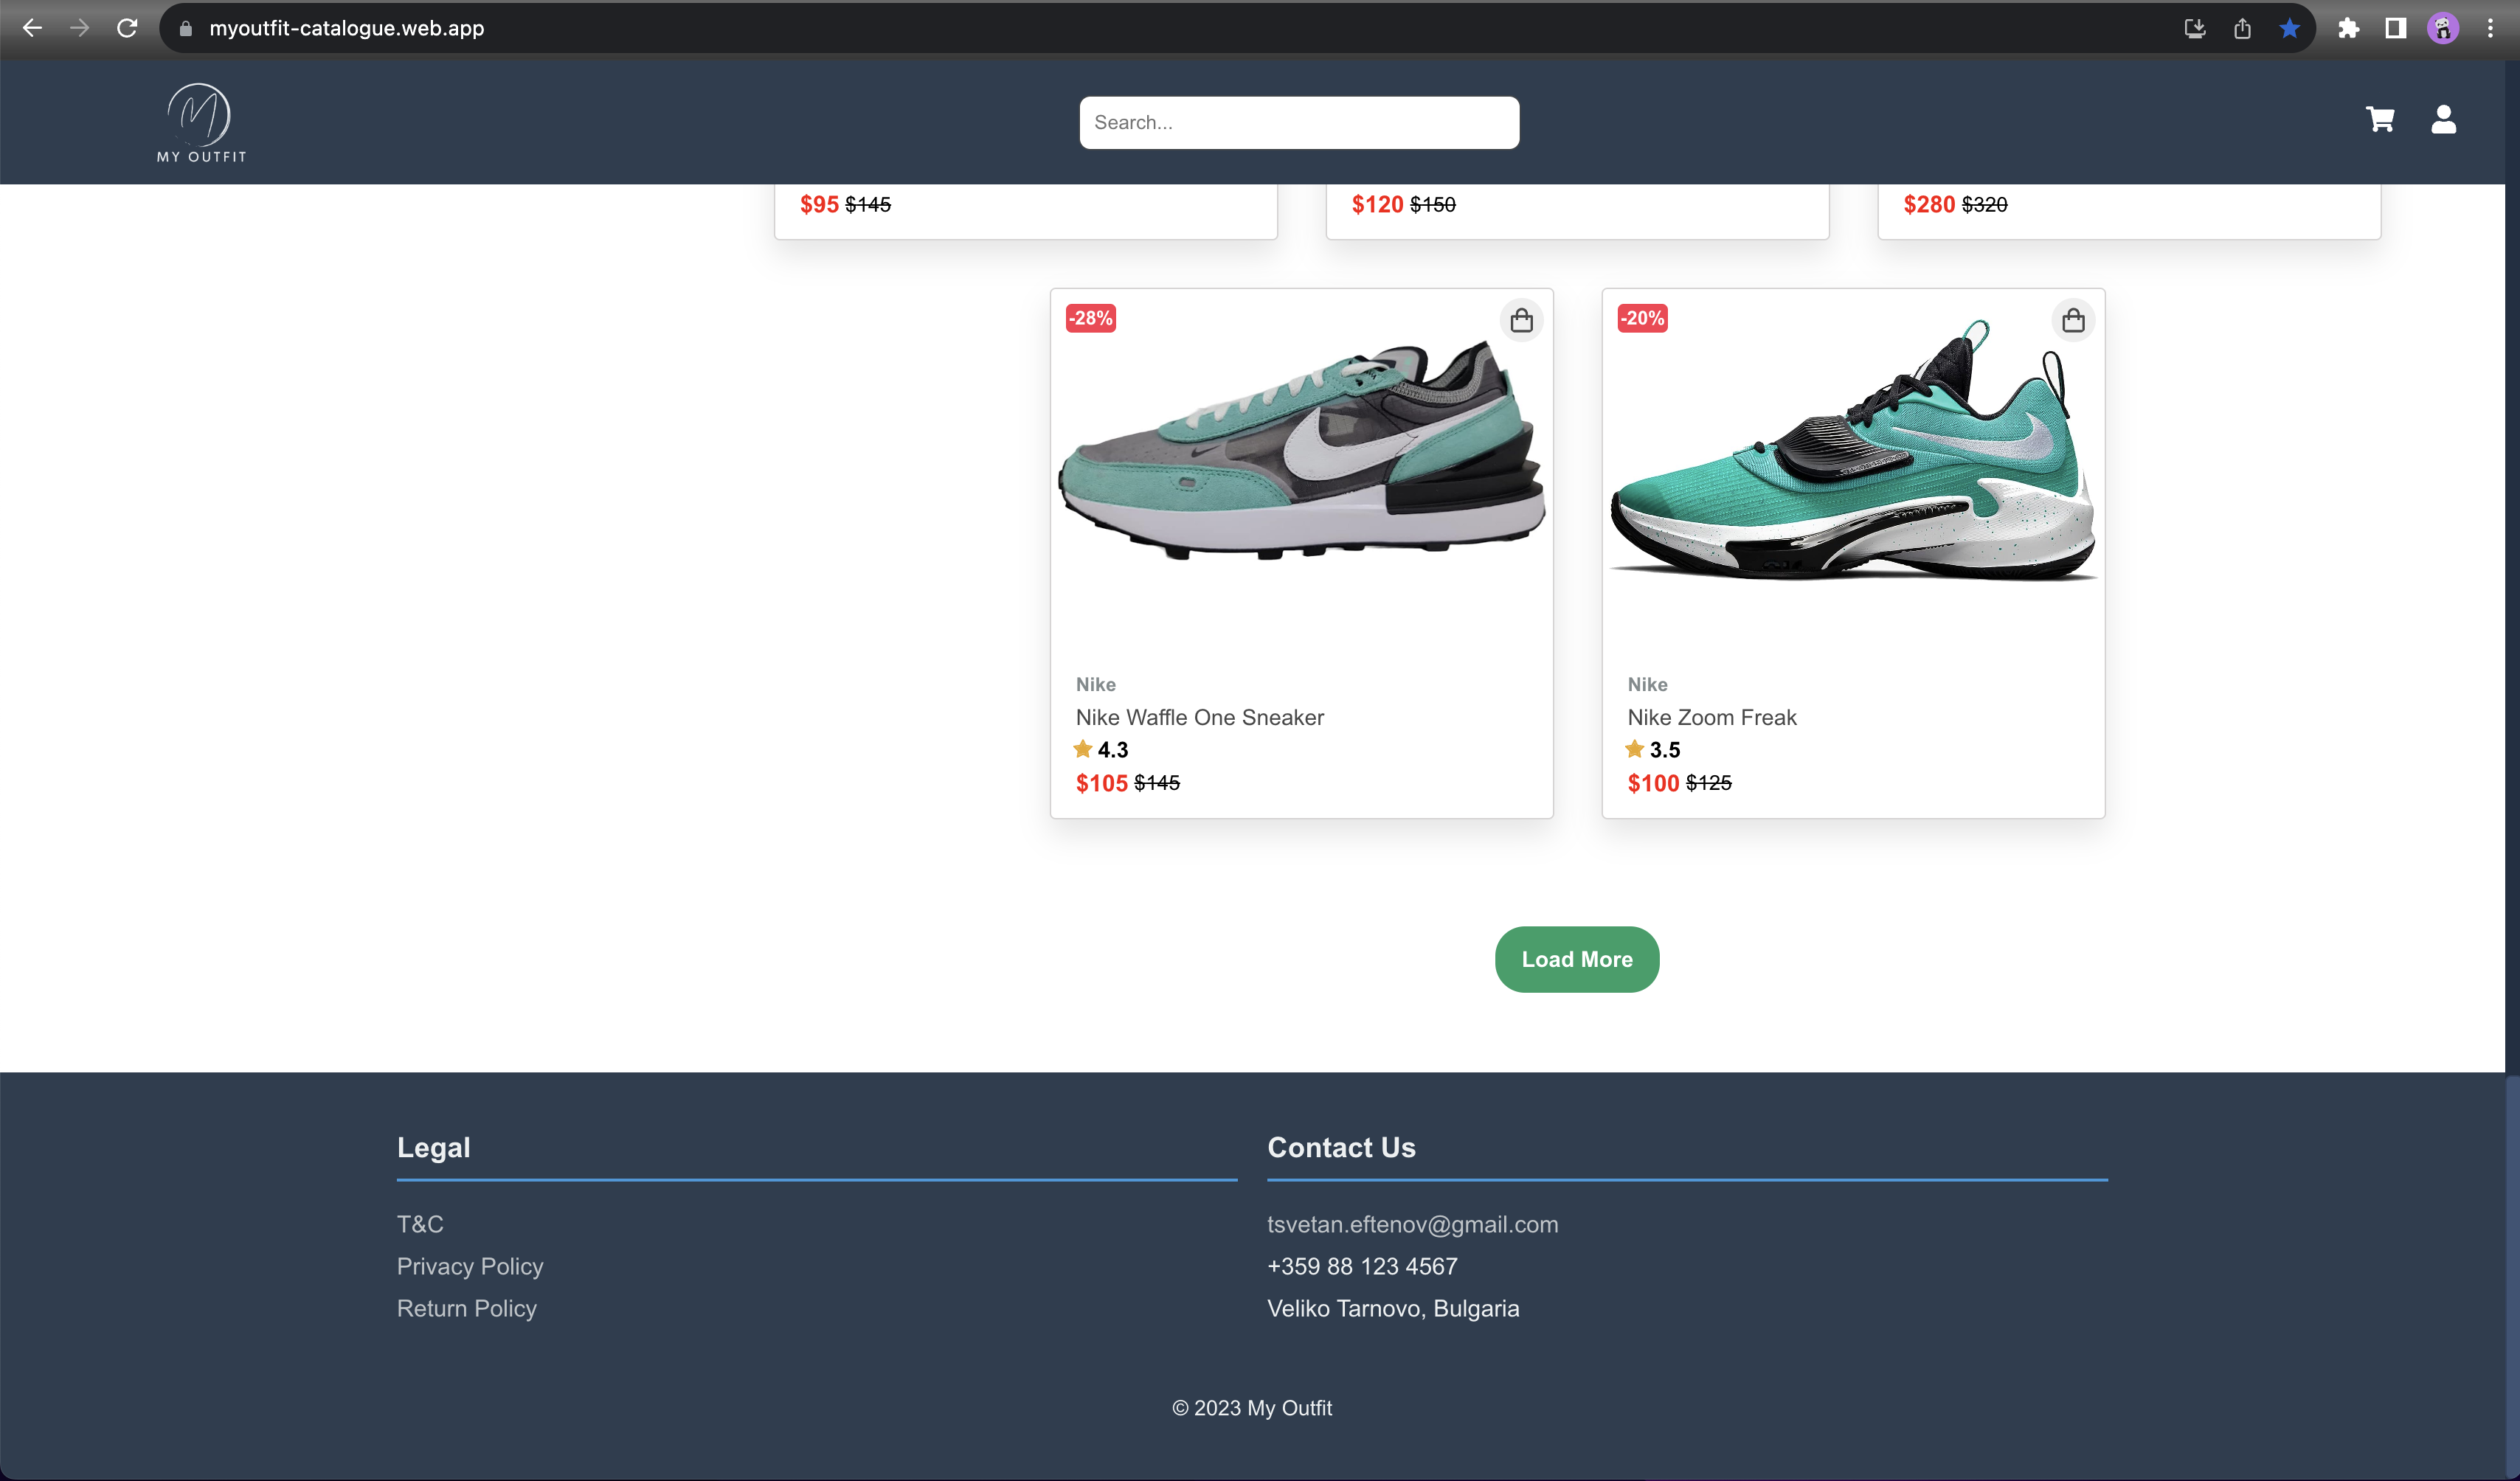 myoutfit-catalogue.web.app
MY OUTFIT
Search...
$95 $145
$120 $150
$280 $320
-28%
Nike
Nike Waffle One Sneaker
4.3
$105 $145
-20%
Nike
Nike Zoom Freak
3.5
$100 $125
Load More
Legal
T&C
Privacy Policy
Return Policy
Contact Us
tsvetan.eftenov@gmail.com
+359 88 123 4567
Veliko Tarnovo, Bulgaria
© 2023 My Outfit